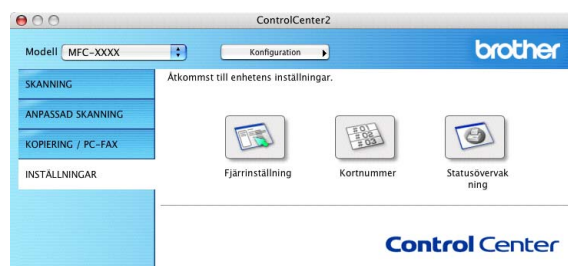 ControlCenter2
Modell MFC-XXXX Konfiguration brother
SKANNING
Åtkomst till enhetens inställningar.
ANPASSAD SKANNING
KOPIERING / PC-FAX
INSTÄLLNINGAR
Fjärrinställning Kortnummer Statusövervak
ning
Control Center